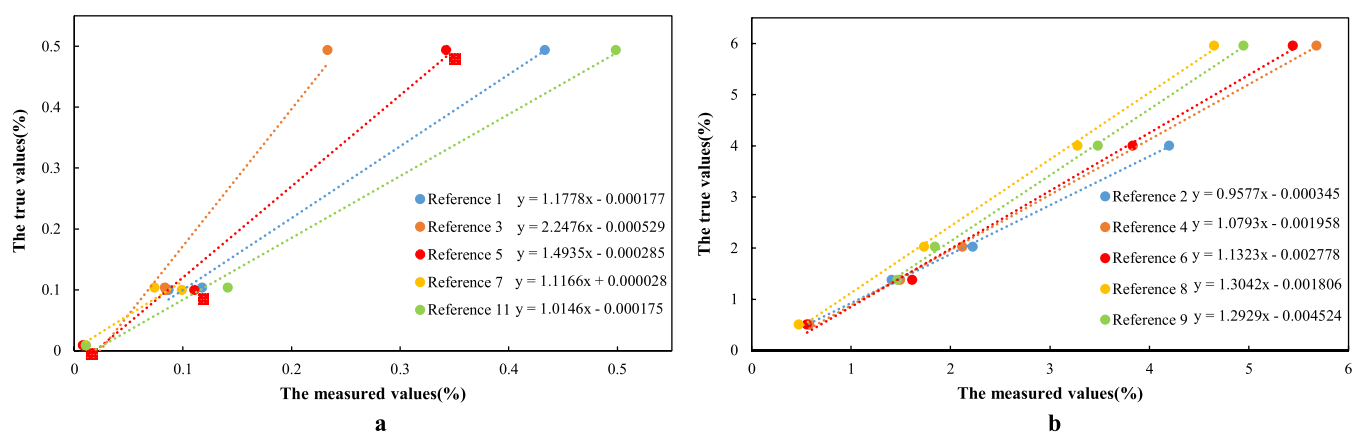 The true values(%)
0.5
0.4
0.3
0.2
0.1
0
0 0.1 0.2 0.3 0.4 0.5
The measured values(%)
Reference 1 y = 1.1778x - 0.000177
Reference 3 y = 2.2476x - 0.000529
Reference 5 y = 1.4935x - 0.000285
Reference 7 y = 1.1166x + 0.000028
Reference 11 y = 1.0146x - 0.000175
a
The true values(%)
6
5
4
3
2
1
0
0 1 2 3 4 5 6
The measured values(%)
Reference 2 y = 0.9577x - 0.000345
Reference 4 y = 1.0793x - 0.001958
Reference 6 y = 1.1323x - 0.002778
Reference 8 y = 1.3042x - 0.001806
Reference 9 y = 1.2929x - 0.004524
b